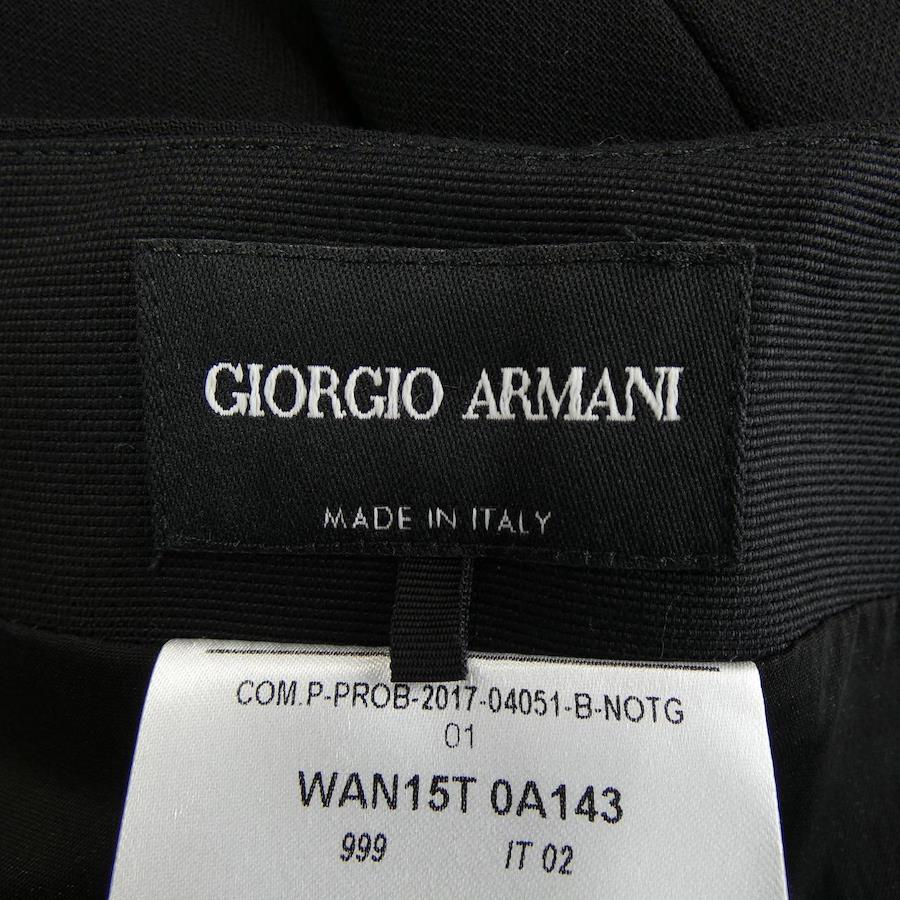 GIORGIO ARMANI
MADE IN ITALY
COM.P-PROB-2017-04051-B-NOTG
01
WAN15T 0A143
999 IT 02